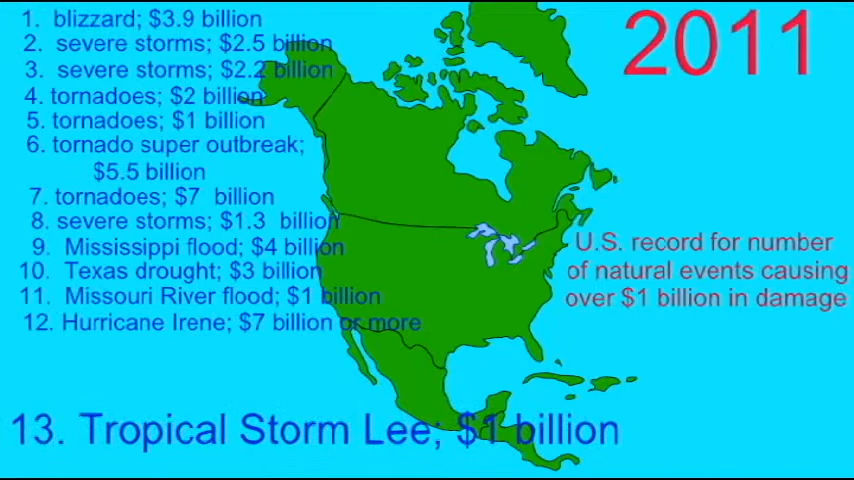 2011
1. blizzard; $3.9 billion
2. severe storms; $2.5 billion
3. severe storms; $2.2 billion
4. tornadoes; $2 billion
5. tornadoes; $1 billion
6. tornado super outbreak;
$5.5 billion
7. tornadoes; $7 billion
8. severe storms; $1.3 billion
9. Mississippi flood; $4 billion
10. Texas drought; $3 billion
11. Missouri River flood; $1 billion
12. Hurricane Irene; $7 billion or more
U.S. record for number
of natural events causing
over $1 billion in damage
13. Tropical Storm Lee; $1 billion